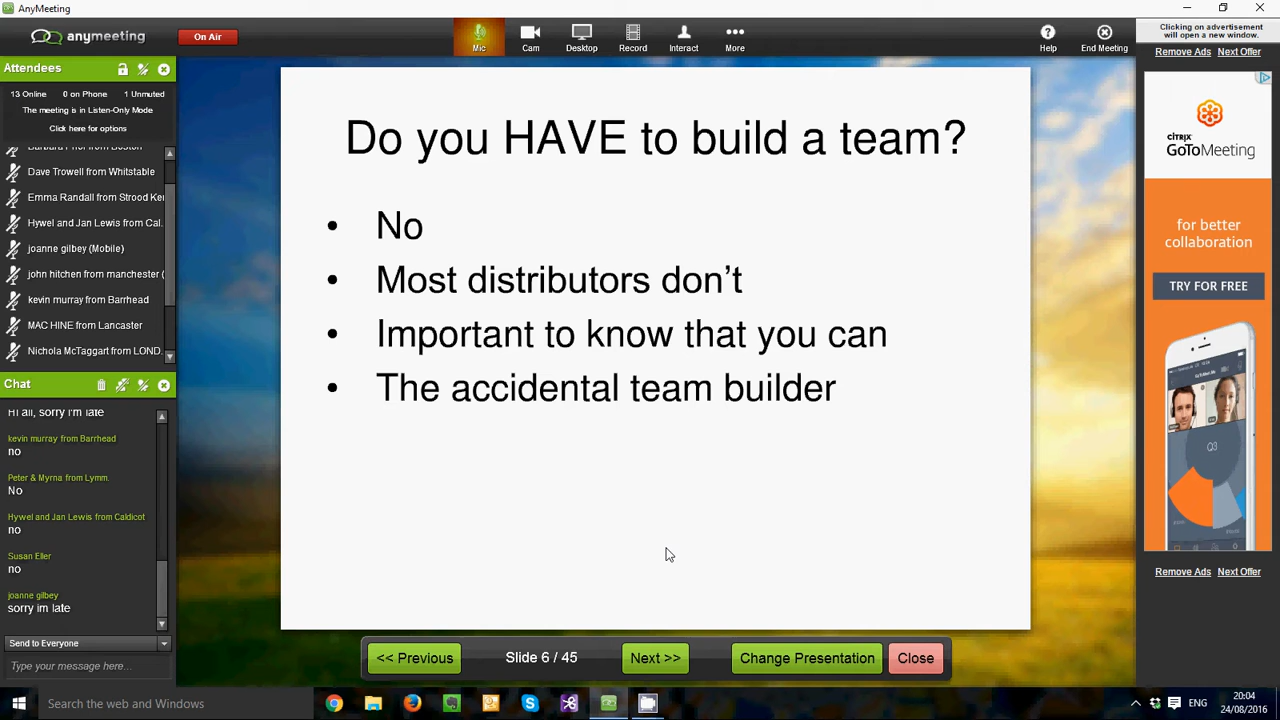 AnyMeeting
anymeeting
On Air
Mic
Cam
Desktop
Record
Interact
More
Help
End Meeting
Clicking on advertisement
will open a new window.
Remove Ads Next Offer
Attendees
13 Online 0 on Phone 1 Unmuted
The meeting is in Listen-Only Mode
Click here for options
Barbara Prior from Boston
Dave Trowell from Whitstable
Emma Randall from Strood Ker
Hywel and Jan Lewis from Cal.
joanne gilbey (Mobile)
john hitchen from manchester (
kevin murray from Barrhead
MAC HINE from Lancaster
Nichola McTaggart from LOND.
Chat
Hi all, sorry i'm late
kevin murray from Barrhead
no
Peter & Myrna from Lymm.
No
Hywel and Jan Lewis from Caldicot
no
Susan Eller
no
joanne gilbey
sorry im late
Send to Everyone
Type your message here...
Do you HAVE to build a team?
• No
• Most distributors don’t
• Important to know that you can
• The accidental team builder
<< Previous
Slide 6 / 45
Next >>
Change Presentation
Close
CITRIX
GoToMeeting
for better
collaboration
TRY FOR FREE
Q3
Remove Ads Next Offer
Search the web and Windows
ENG
20:04
24/08/2016